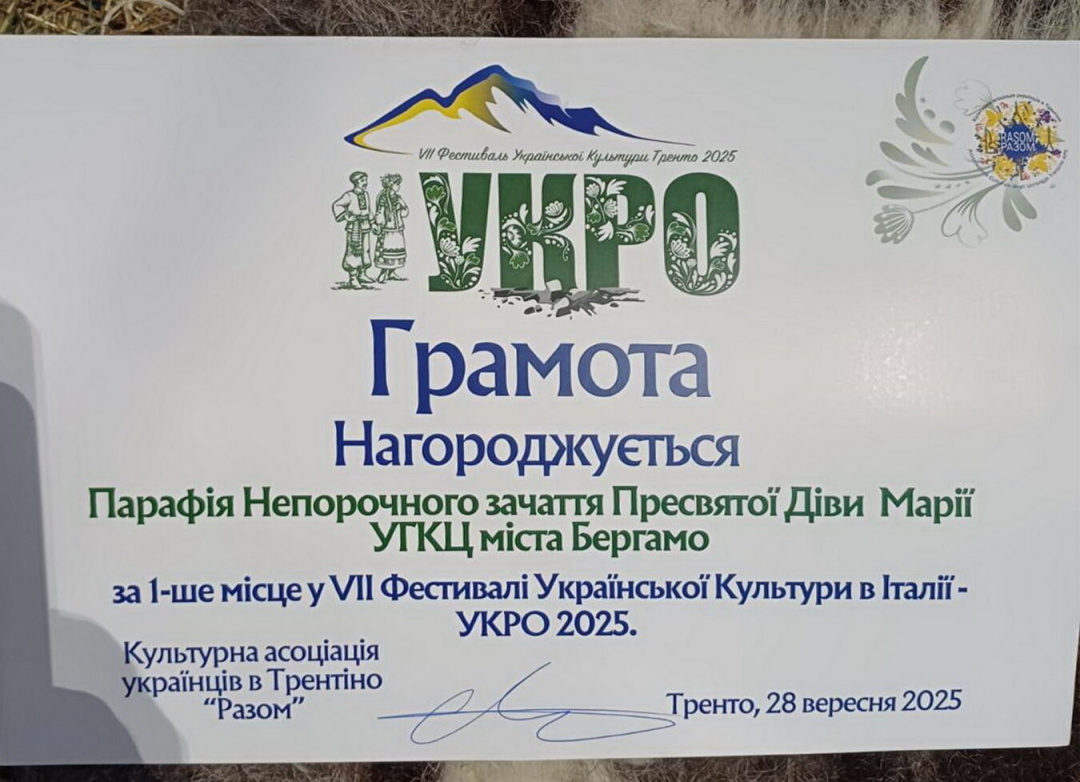 VII Фестиваль Української Культури Тренто 2025
УКРО
RASOM
РАЗОМ
Грамота
Нагороджується
Парафія Непорочного зачаття Пресвятої Діви Марії
УГКЦ міста Бергамо
за 1-ше місце у VII Фестивалі Української Культури в Італії -
УКРО 2025.
Культурна асоціація
українців в Трентіно
“Разом”
Тренто, 28 вересня 2025